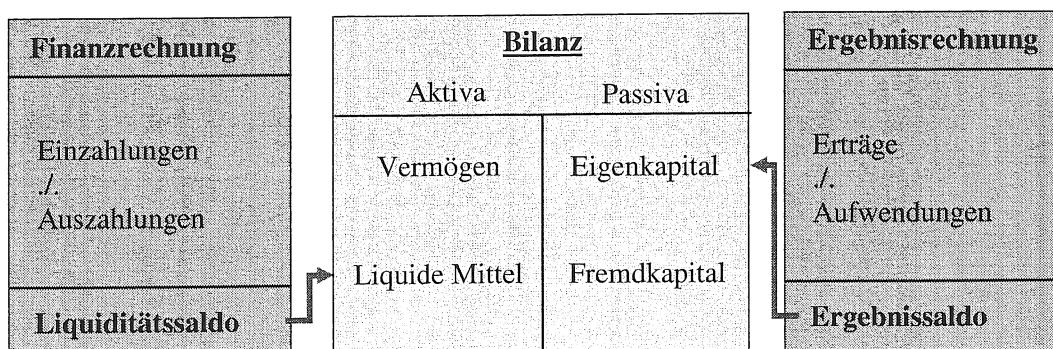 Finanzrechnung
Einzahlungen
./.
Auszahlungen
Liquiditätssaldo
Bilanz
Aktiva Passiva
Vermögen Eigenkapital
Liquide Mittel Fremdkapital
Ergebnisrechnung
Erträge
./.
Aufwendungen
Ergebnissaldo